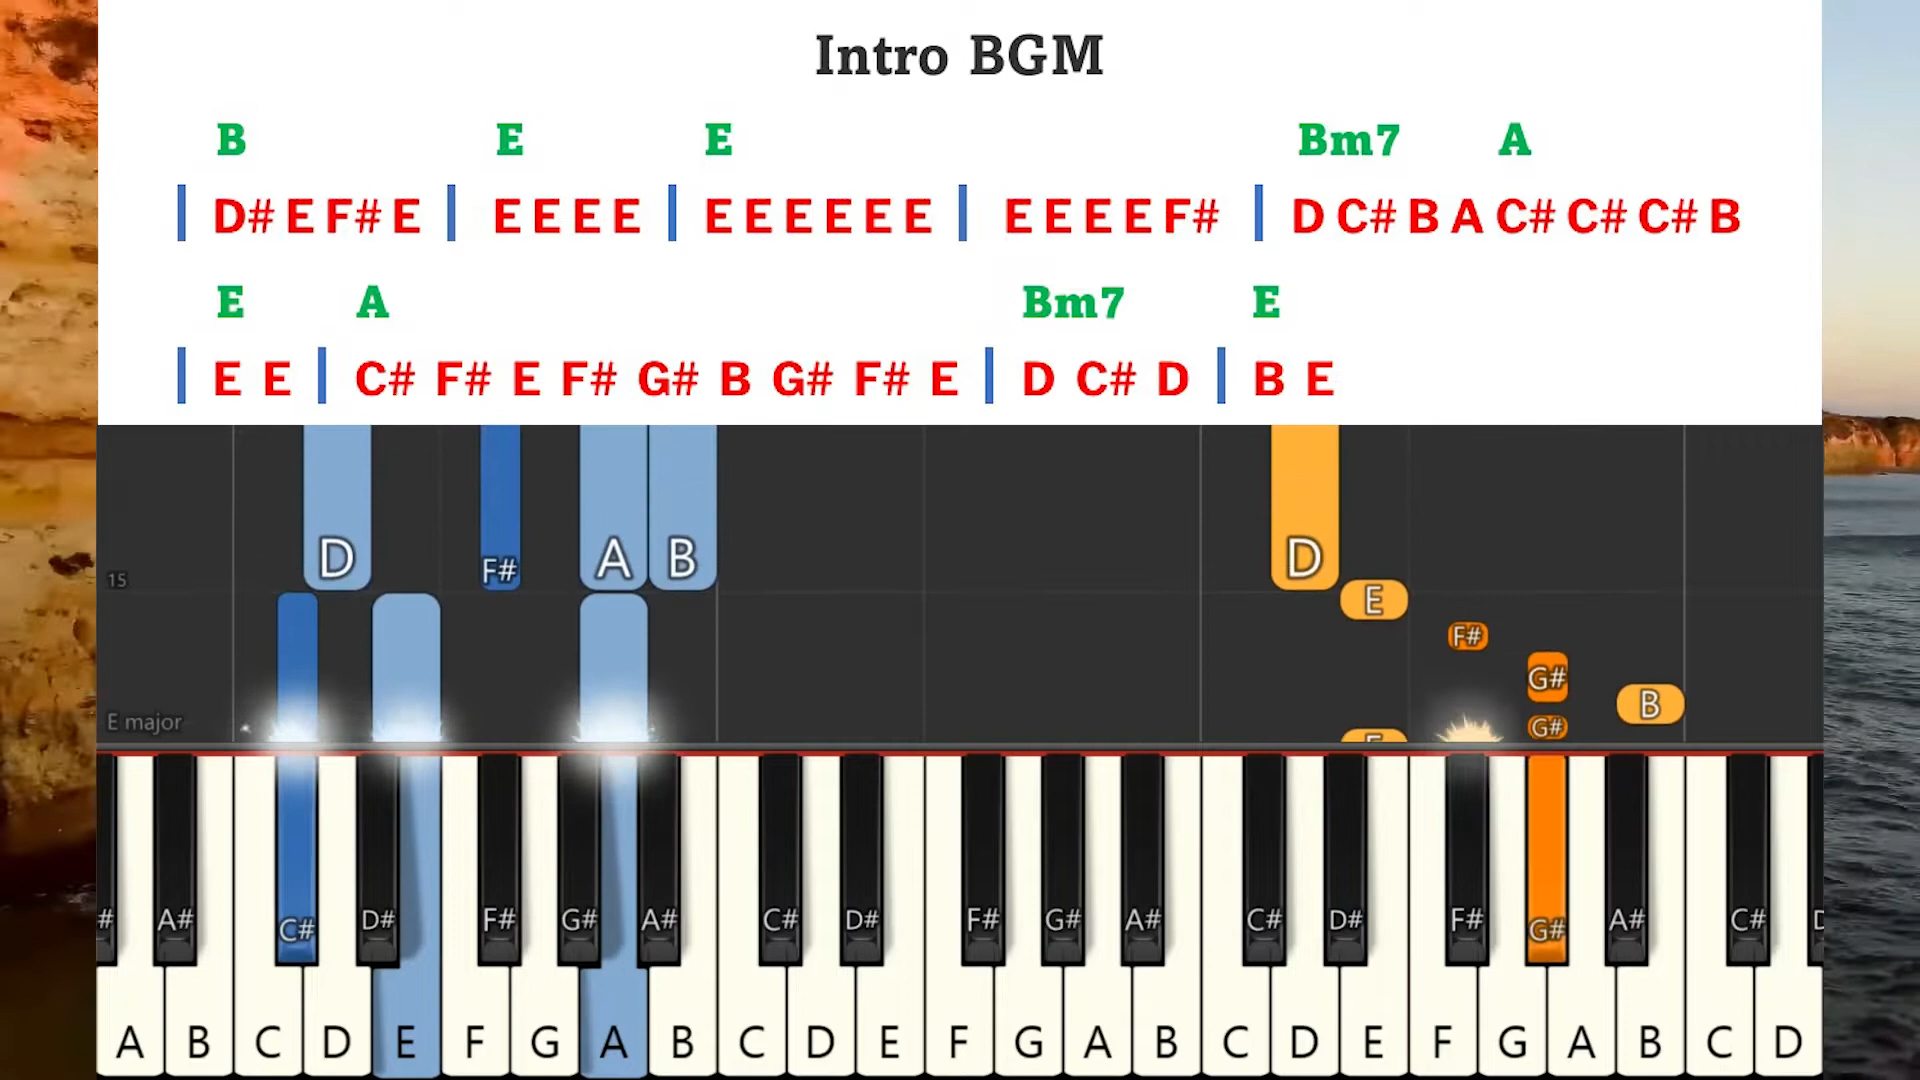 Intro BGM
B E E Bm7 A
| D# E F# E | E E E E | E E E E E E | E E E E F# | D C# B A C# C# C# B
E A Bm7 E
| E E | C# F# E F# G# B G# F# E | D C# D | B E
D F# A B D
15
E
F#
G#
B
E major
G#
E
# A# C# D# F# G# A# C# D# F# G# A# C# D# F# G# A# C# D
A B C D E F G A B C D E F G A B C D E F G A B C D